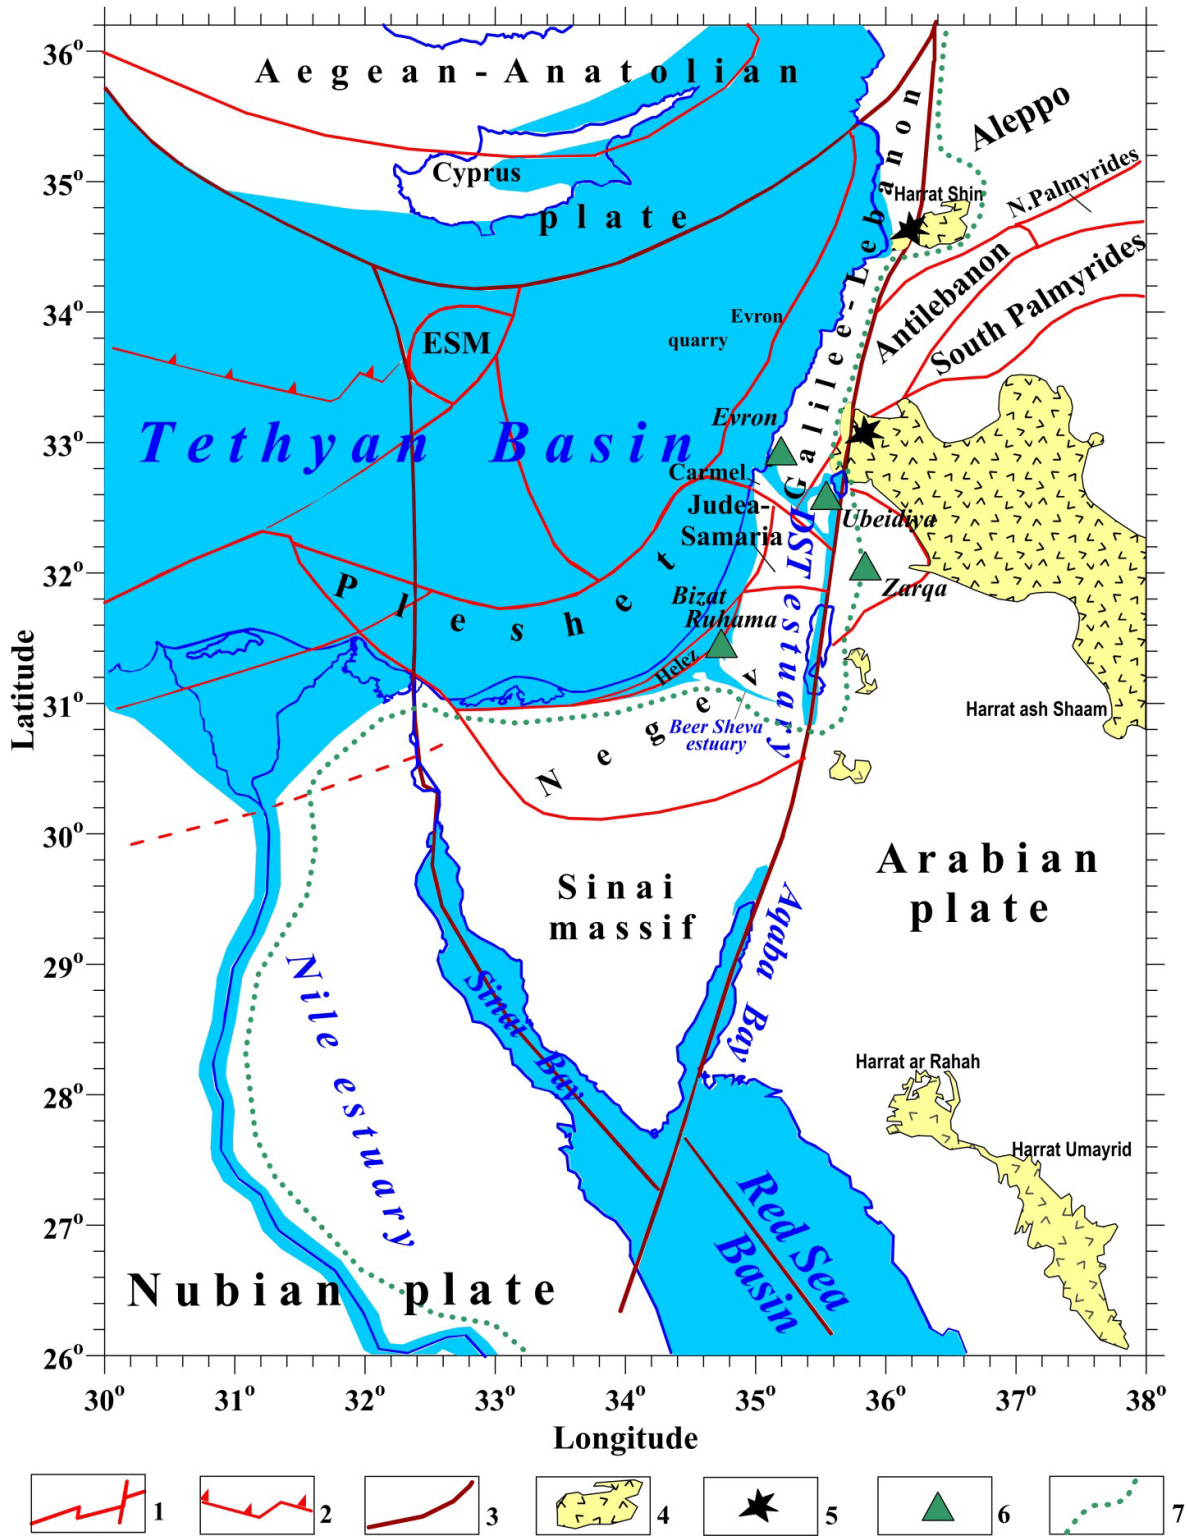 36°
35°
34°
33°
32°
31°
30°
29°
28°
27°
26°
Latitude
Aegean-Anatolian
plate
Cyprus
Aleppo
Harrat Shin
N.Palmyrides
Antilebanon
South Palmyrides
Galilee-Lebanon
ESM
Evron
quarry
Tethyan Basin
Evron
Carmel
Judea-
Samaria
Ubeidiya
DST estuary
Zarqa
Pleshet
Bizat
Ruhama
Helez
Negev
Beer Sheva
estuary
Harrat ash Shaam
Arabian
plate
Sinai
massif
Aqaba Bay
Sinai Bay
Nile estuary
Harrat ar Rahah
Harrat Umayrid
Red Sea
Basin
Nubian plate
30° 31° 32° 33° 34° 35° 36° 37° 38°
Longitude
1 2 3 4 5 6 7